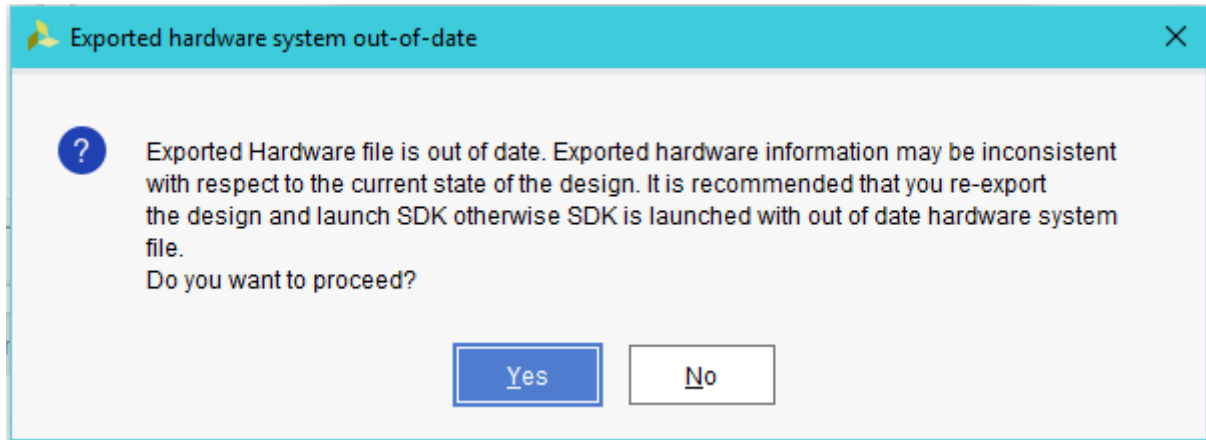 Exported hardware system out-of-date
Exported Hardware file is out of date. Exported hardware information may be inconsistent
with respect to the current state of the design. It is recommended that you re-export
the design and launch SDK otherwise SDK is launched with out of date hardware system
file.
Do you want to proceed?
Yes
No